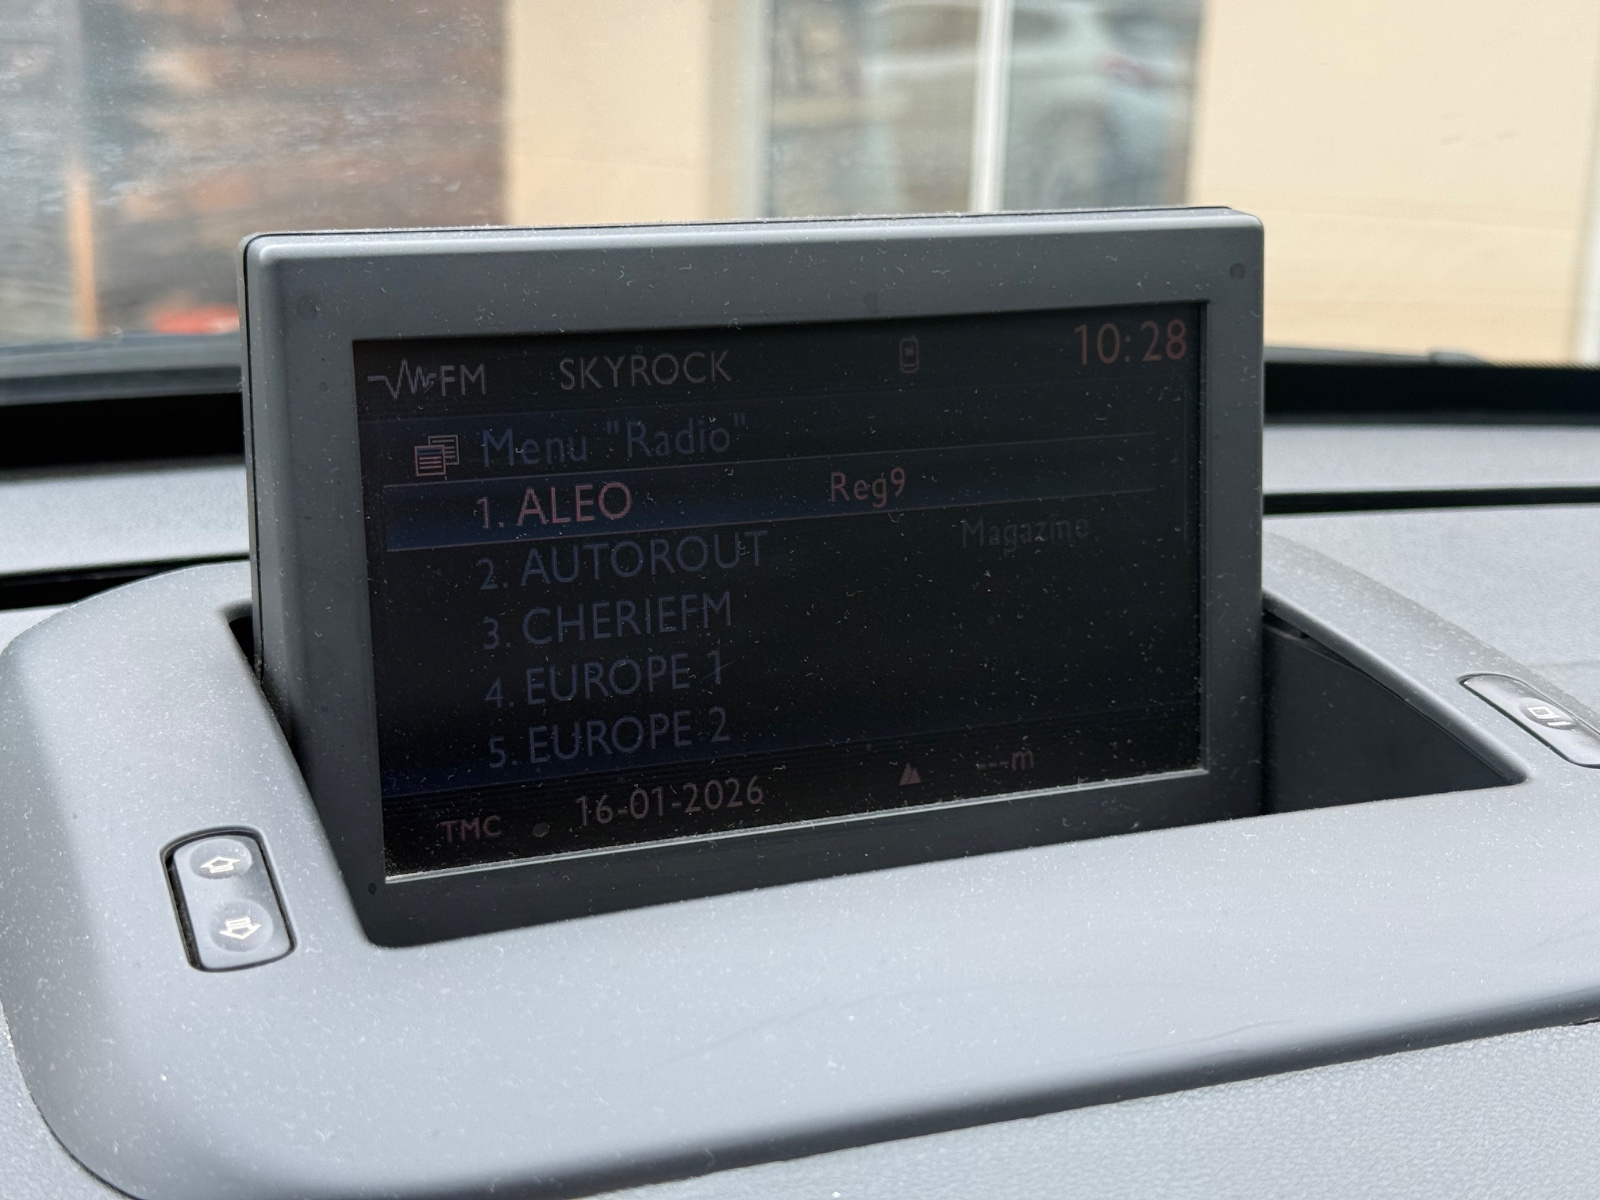 FM SKYROCK 10:28
Menu "Radio"
1. ALEO Reg9
2. AUTOROUT Magazine
3. CHERIEFM
4. EUROPE 1
5. EUROPE 2
TMC 16-01-2026 ---m